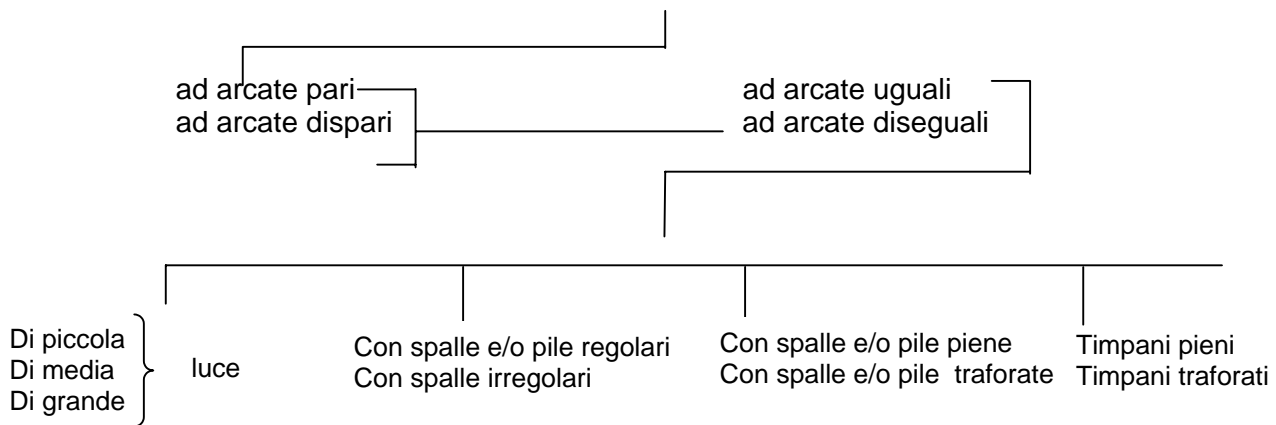 ad arcate pari
ad arcate dispari
ad arcate uguali
ad arcate diseguali
Di piccola
Di media
Di grande
luce
Con spalle e/o pile regolari
Con spalle irregolari
Con spalle e/o pile piene
Con spalle e/o pile traforate
Timpani pieni
Timpani traforati